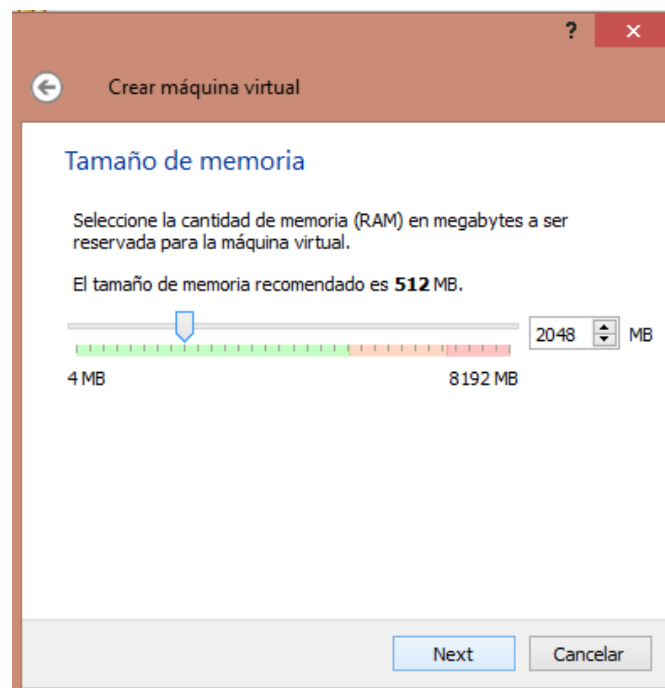 ?
Crear máquina virtual
Tamaño de memoria
Seleccione la cantidad de memoria (RAM) en megabytes a ser
reservada para la máquina virtual.
El tamaño de memoria recomendado es 512 MB.
2048 MB
4 MB 8192 MB
Next Cancelar